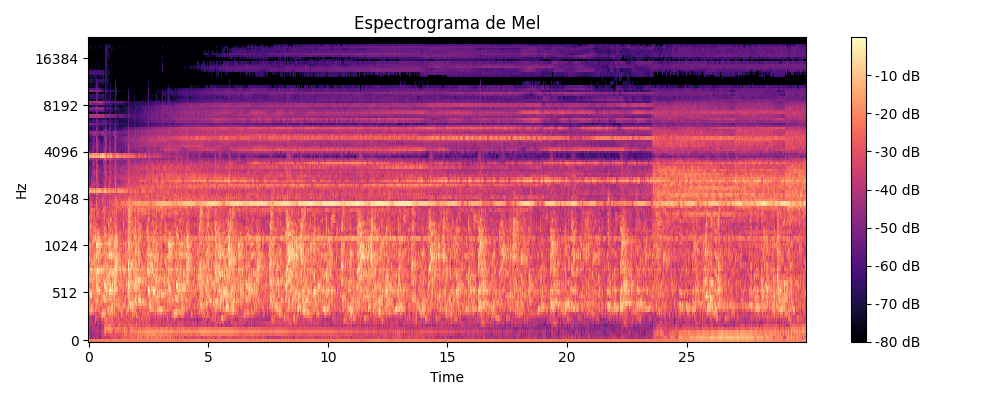 Espectrograma de Mel
Hz
16384
8192
4096
2048
1024
512
0
0 5 10 15 20 25
Time
-10 dB
-20 dB
-30 dB
-40 dB
-50 dB
-60 dB
-70 dB
-80 dB